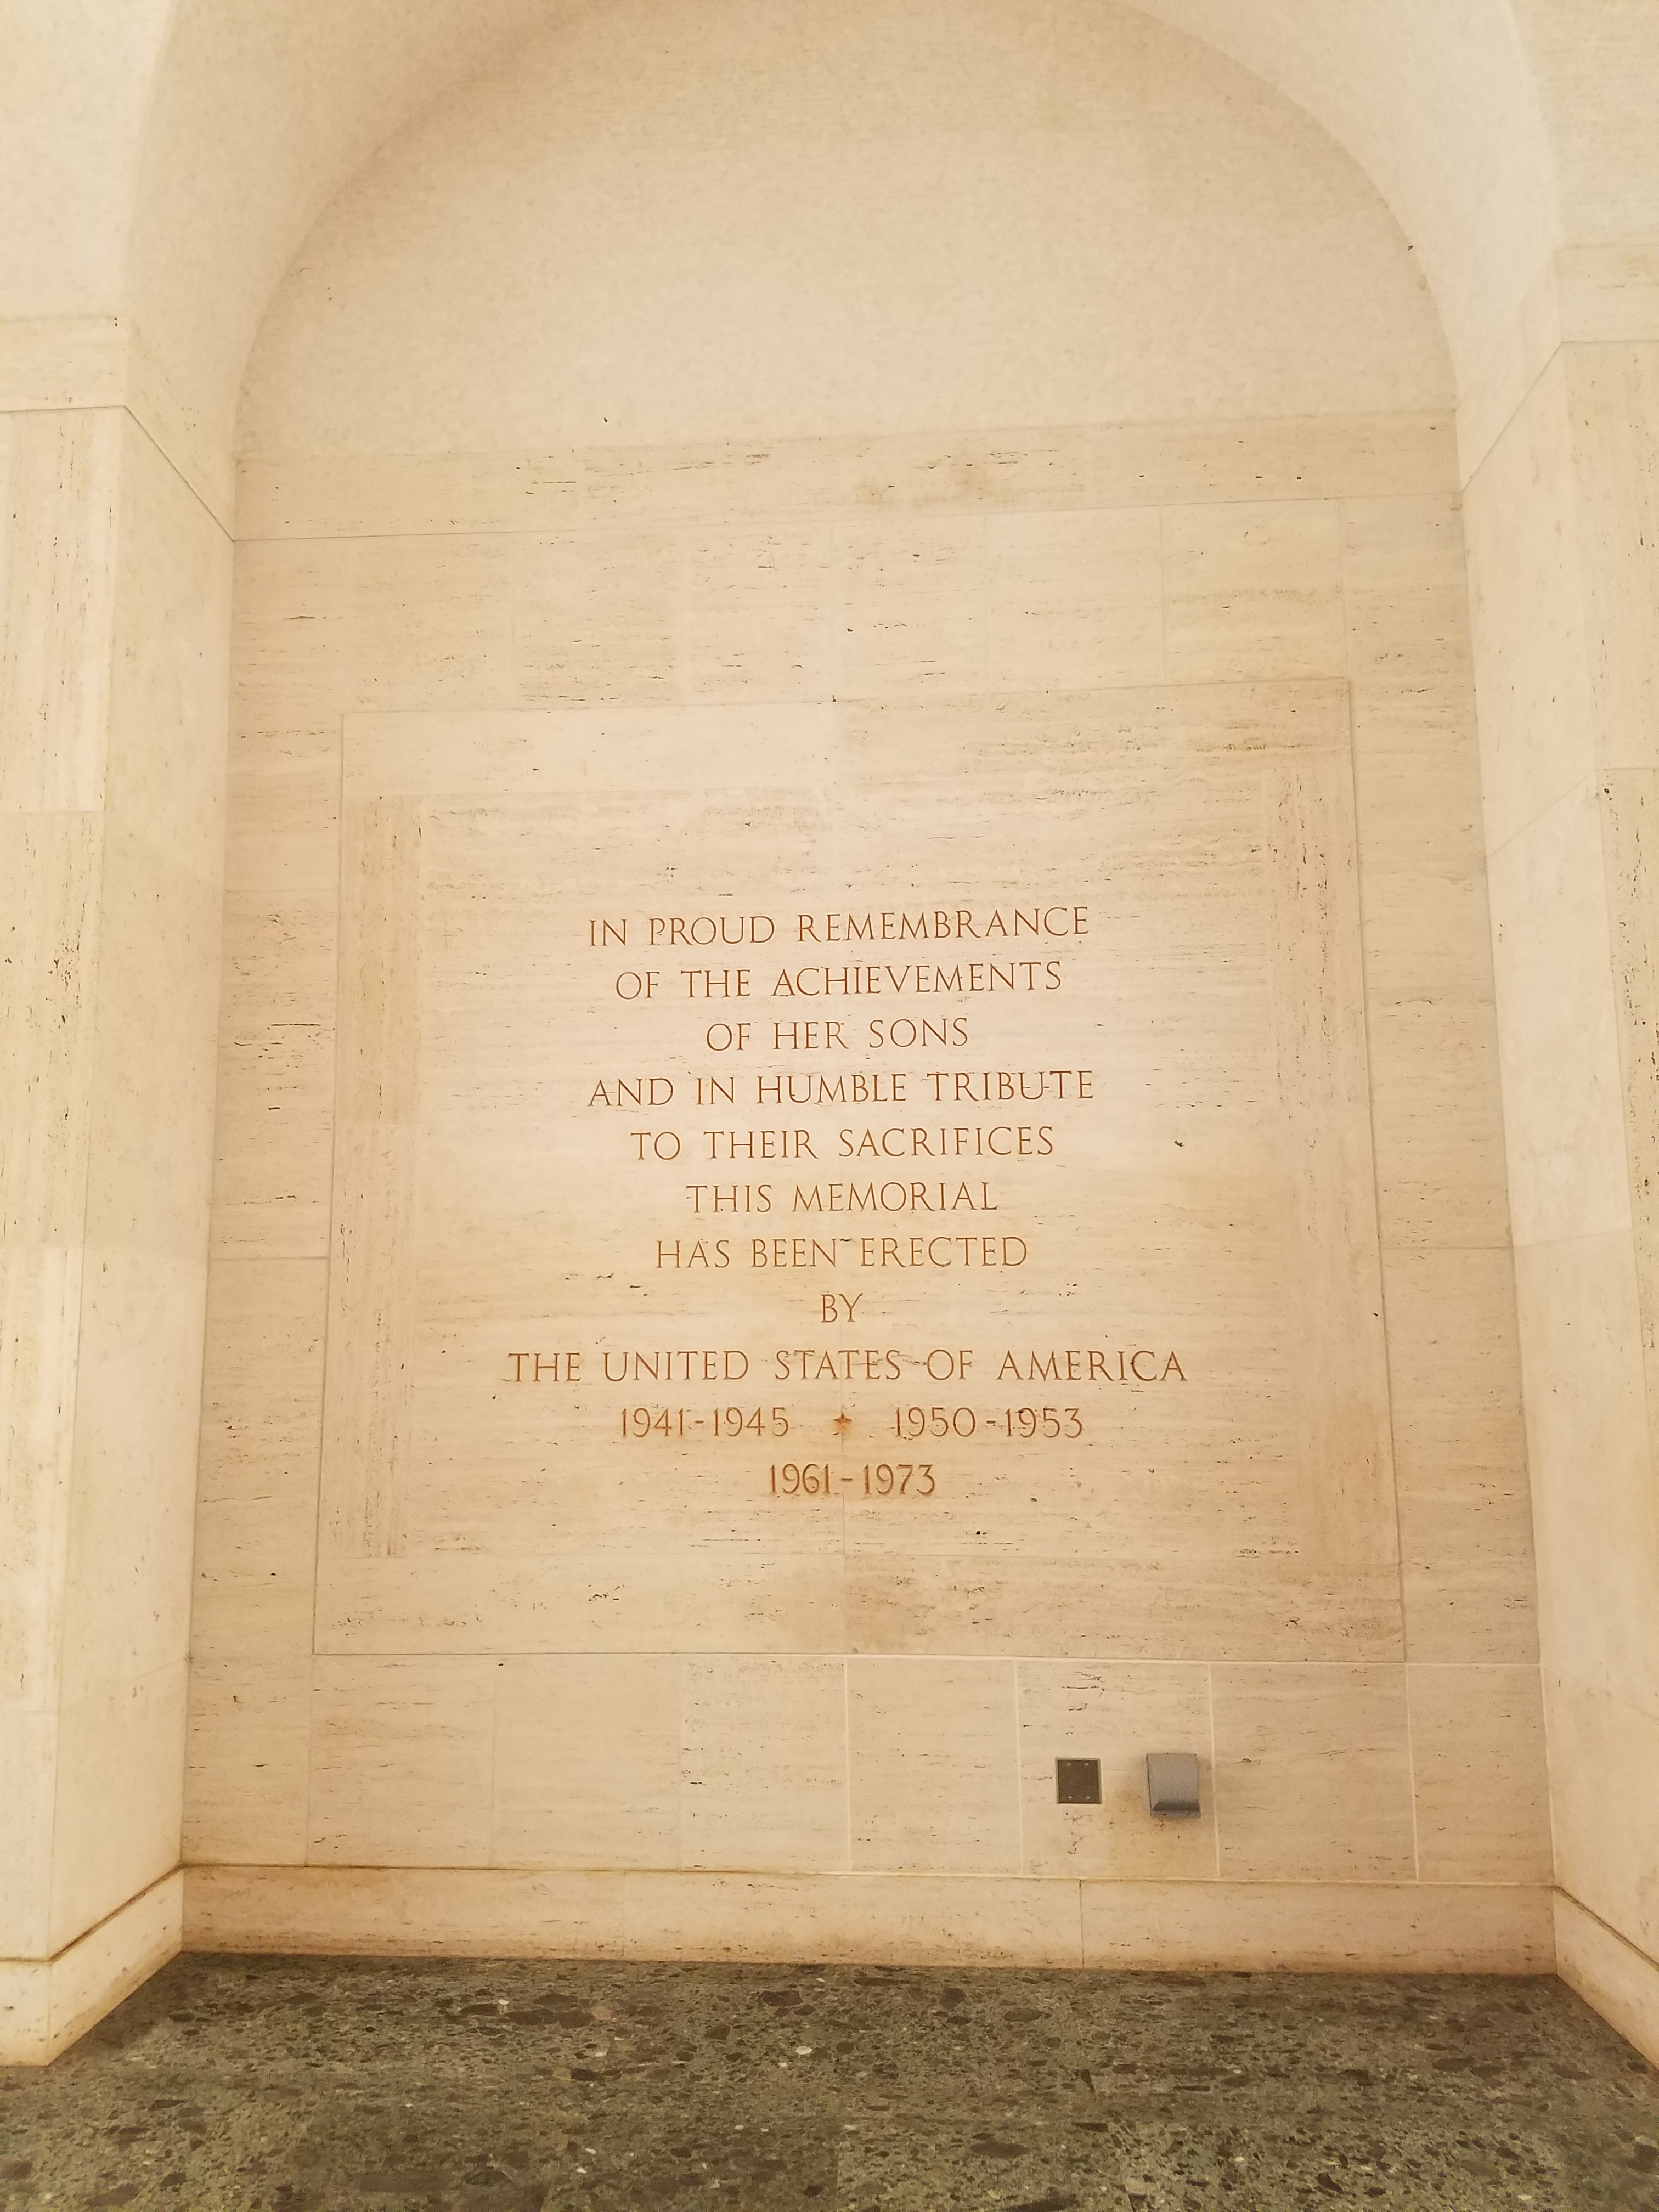 IN PROUD REMEMBRANCE
OF THE ACHIEVEMENTS
OF HER SONS
AND IN HUMBLE TRIBUTE
TO THEIR SACRIFICES
THIS MEMORIAL
HAS BEEN ERECTED
BY
THE UNITED STATES OF AMERICA
1941-1945 ★ 1950-1953
1961-1973